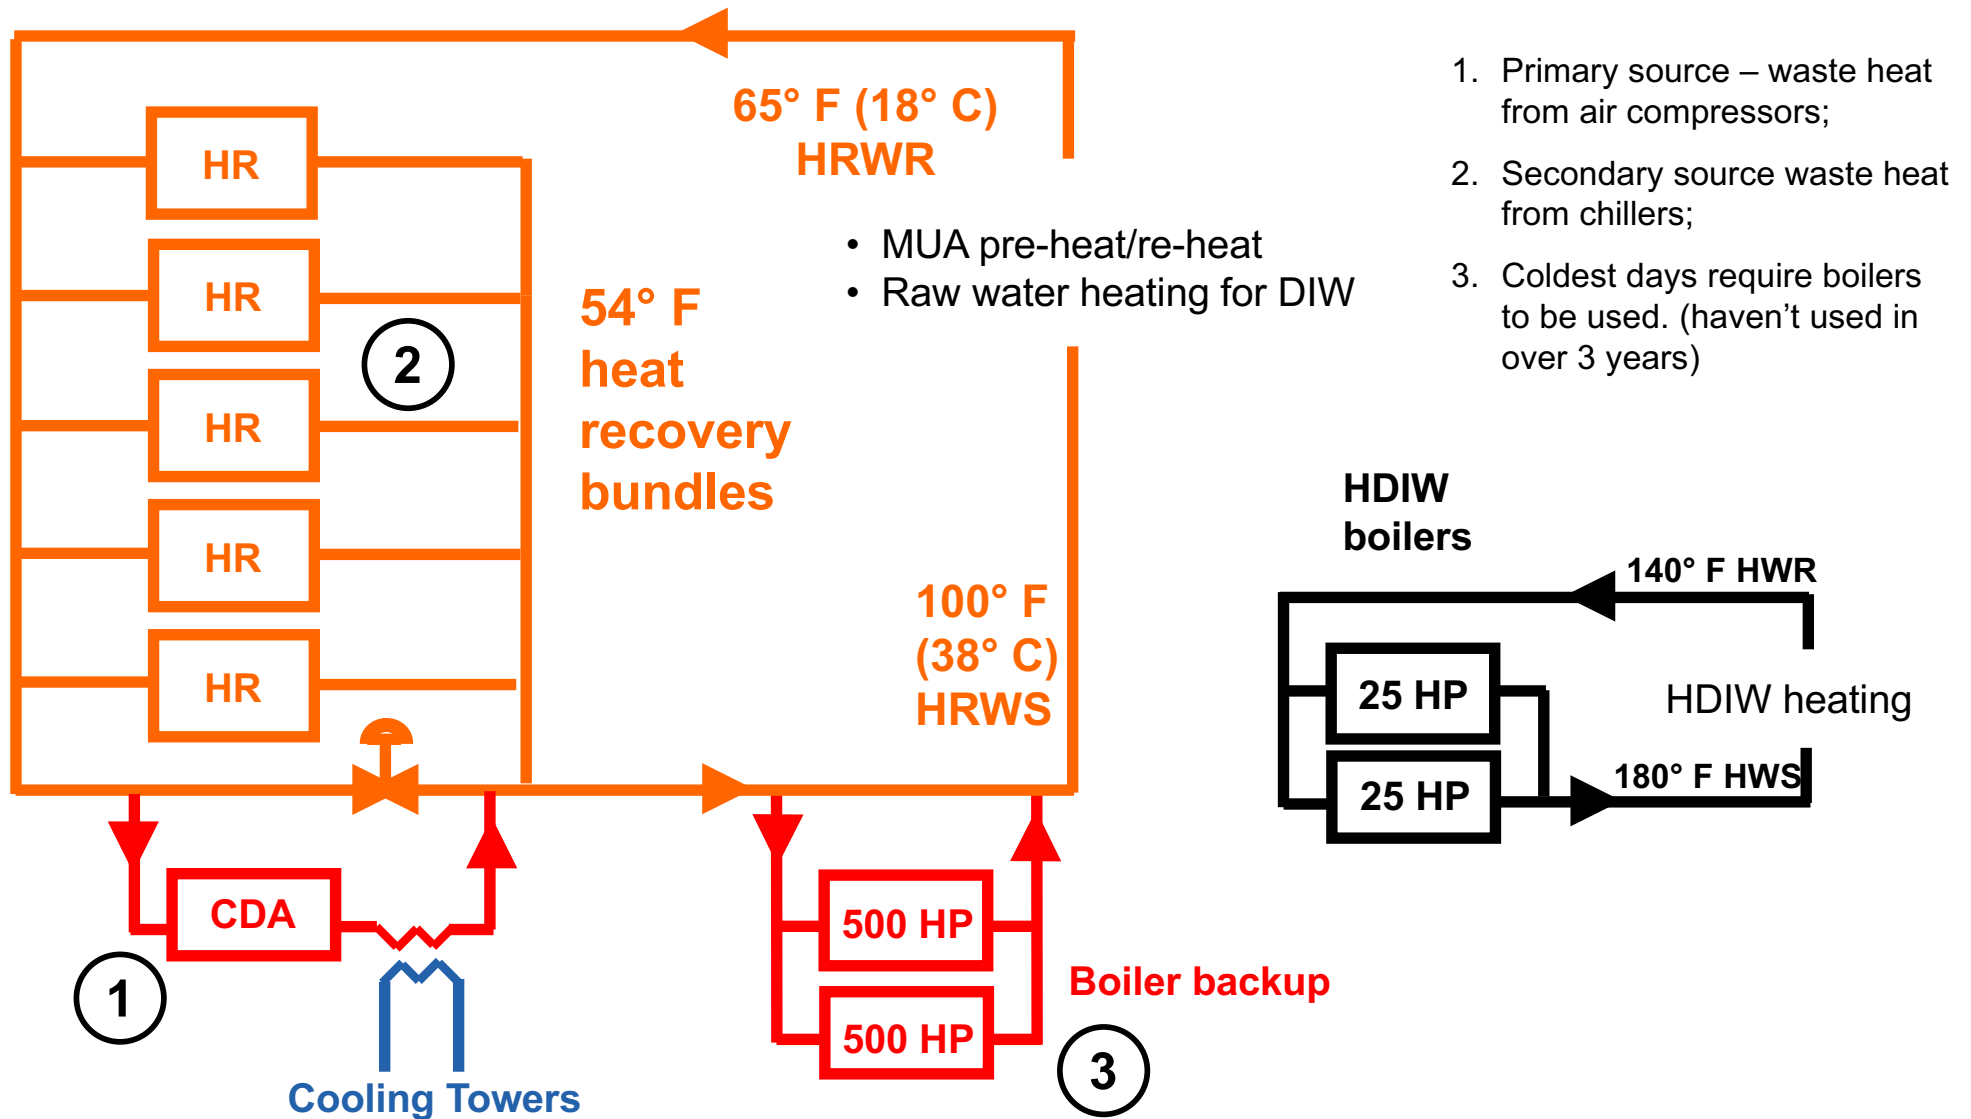 65° F (18° C)
HRWR
HR
HR
HR
HR
HR
2
54° F
heat
recovery
bundles
• MUA pre-heat/re-heat
• Raw water heating for DIW
100° F
(38° C)
HRWS
1. Primary source – waste heat
from air compressors;
2. Secondary source waste heat
from chillers;
3. Coldest days require boilers
to be used. (haven't used in
over 3 years)
HDIW
boilers
140° F HWR
25 HP
25 HP
HDIW heating
180° F HWS
CDA
1
Cooling Towers
500 HP
500 HP
Boiler backup
3